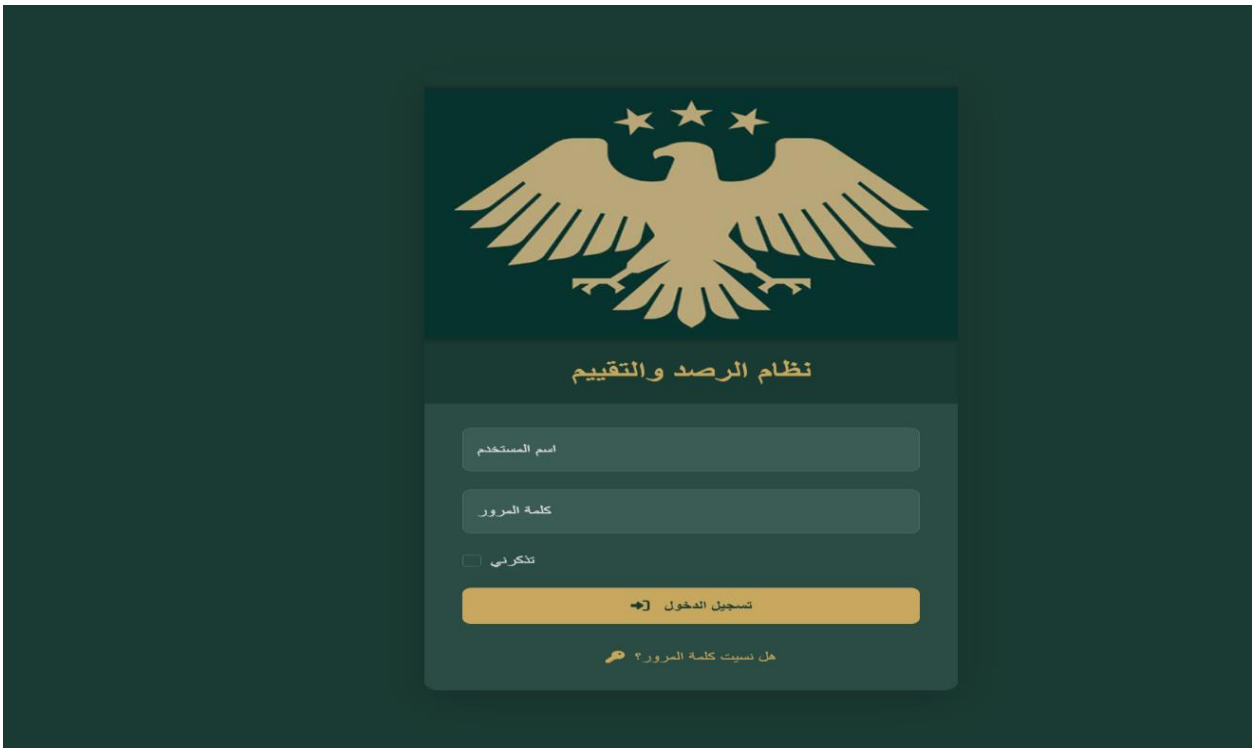 نظام الرصد والتقييم
اسم المستخدم
كلمة المرور
تذكرني
تسجيل الدخول
هل نسيت كلمة المرور؟